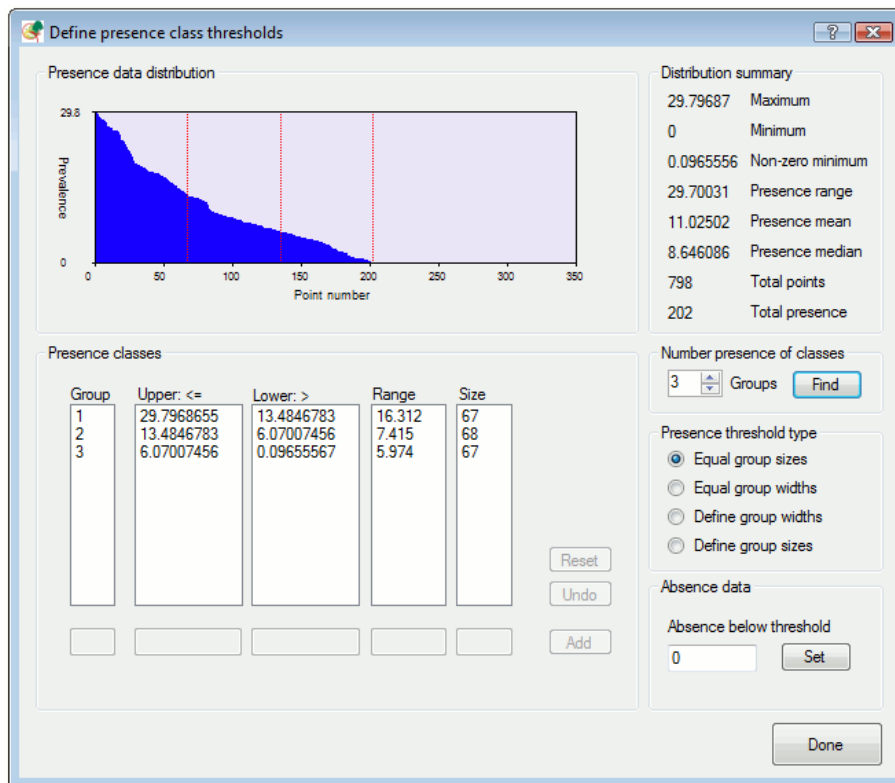 Define presence class thresholds
?
Presence data distribution
29.8
Prevalence
0
0 50 100 150 200 250 300 350
Point number
Distribution summary
29.79687 Maximum
0 Minimum
0.0965556 Non-zero minimum
29.70031 Presence range
11.02502 Presence mean
8.646086 Presence median
798 Total points
202 Total presence
Presence classes
Group Upper: <= Lower: > Range Size
1 29.7968655 13.4846783 16.312 67
2 13.4846783 6.07007456 7.415 68
3 6.07007456 0.09655567 5.974 67
Reset
Undo
Add
Number presence of classes
3 Groups Find
Presence threshold type
Equal group sizes
Equal group widths
Define group widths
Define group sizes
Absence data
Absence below threshold
0 Set
Done